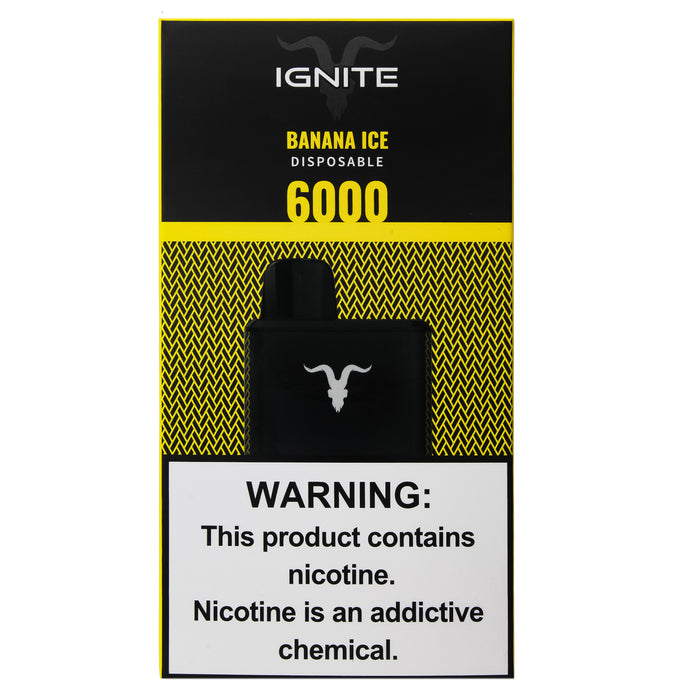 IGNITE
BANANA ICE
DISPOSABLE
6000
WARNING:
This product contains
nicotine.
Nicotine is an addictive
chemical.